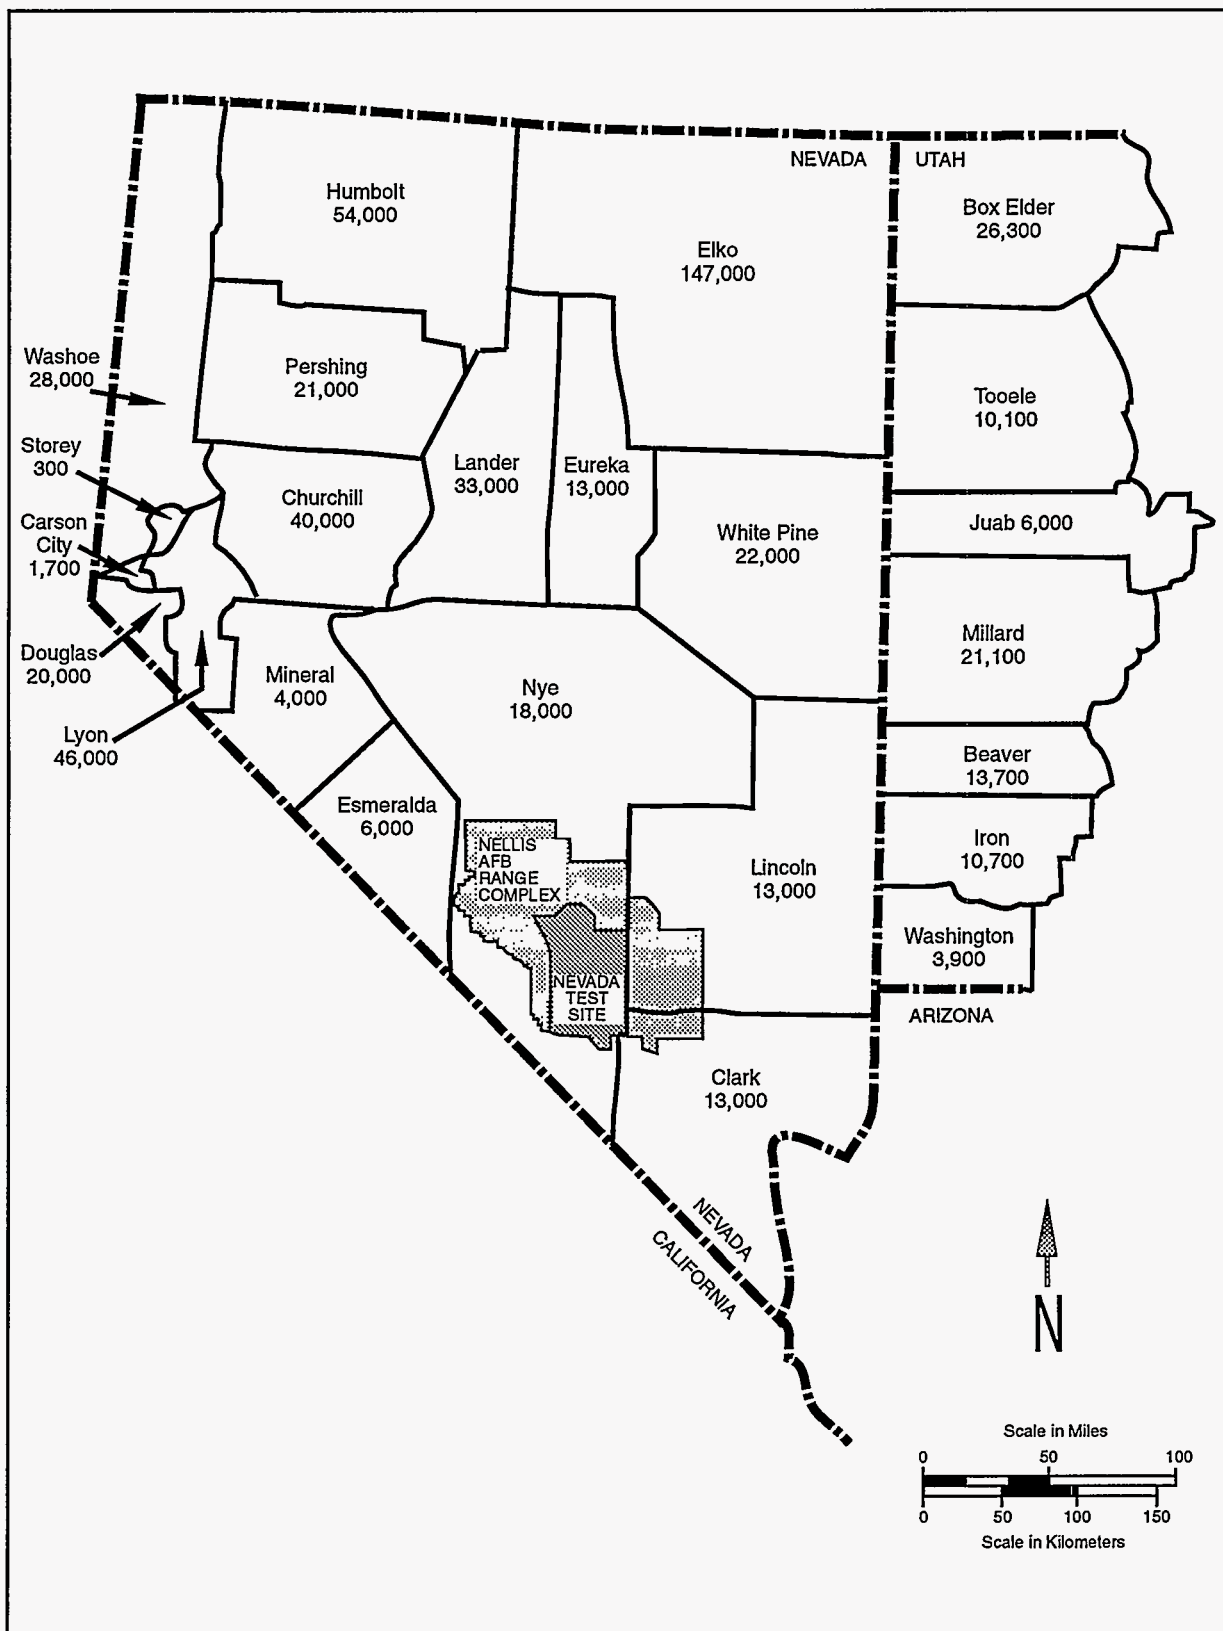 NEVADA
UTAH
Humbolt
54,000
Box Elder
26,300
Elko
147,000
Washoe
28,000
Pershing
21,000
Tooele
10,100
Storey
300
Lander
33,000
Eureka
13,000
Churchill
40,000
Carson
City
1,700
White Pine
22,000
Juab 6,000
Douglas
20,000
Mineral
4,000
Nye
18,000
Millard
21,100
Lyon
46,000
Beaver
13,700
Esmeralda
6,000
NELLIS
AFB
RANGE
COMPLEX
Lincoln
13,000
Iron
10,700
Washington
3,900
NEVADA
TEST
SITE
ARIZONA
Clark
13,000
NEVADA
CALIFORNIA
N
Scale in Miles
0 50 100
0 50 100 150
Scale in Kilometers